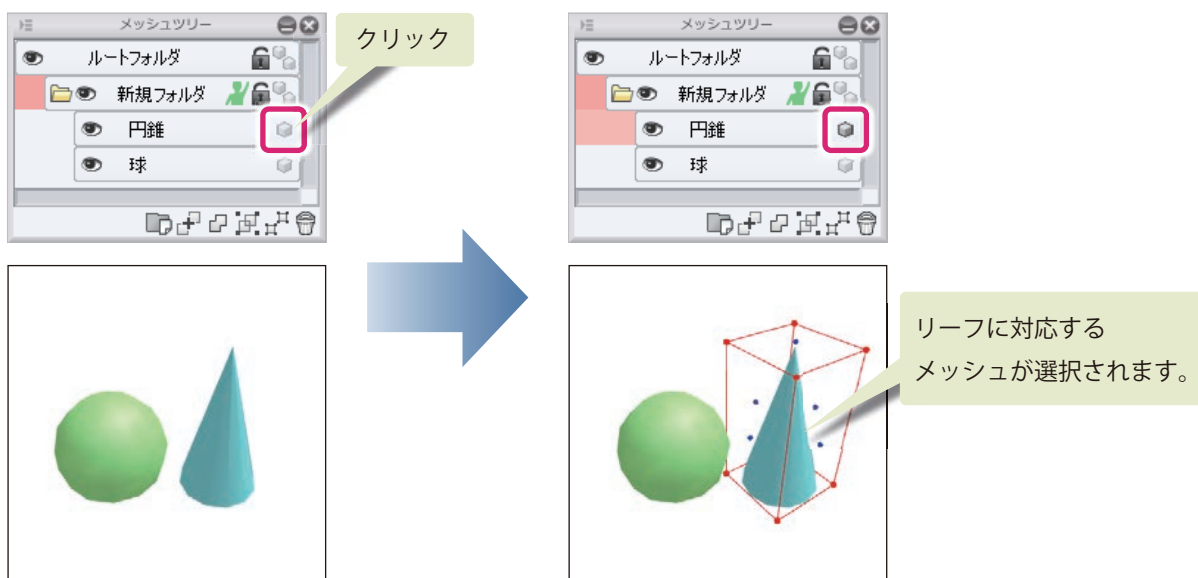 メッシュツリー
ルートフォルダ
新規フォルダ
円錐
球
クリック
メッシュツリー
ルートフォルダ
新規フォルダ
円錐
球
リーフに対応する
メッシュが選択されます。